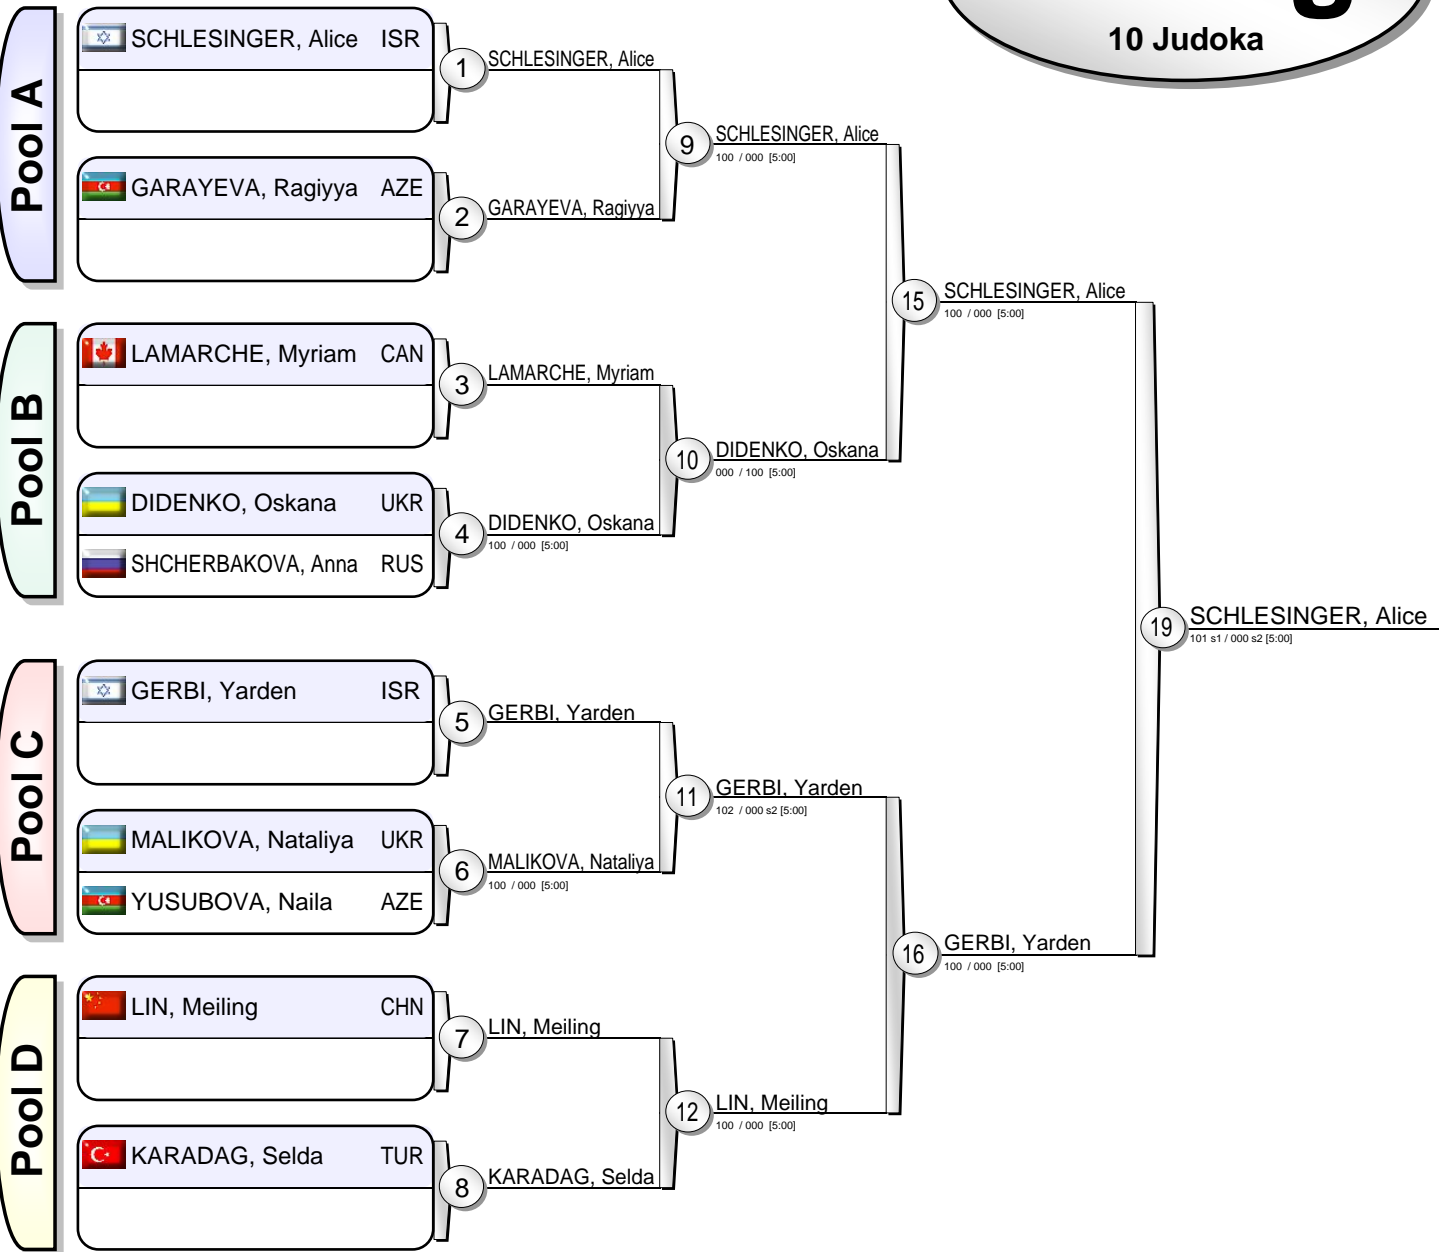 10 Judoka
Pool A
SCHLESINGER, Alice ISR
1
SCHLESINGER, Alice
GARAYEVA, Ragiyya AZE
2
GARAYEVA, Ragiyya
9
SCHLESINGER, Alice
100 / 000 [5:00]
Pool B
LAMARCHE, Myriam CAN
3
LAMARCHE, Myriam
DIDENKO, Oskana UKR
SHCHERBAKOVA, Anna RUS
4
DIDENKO, Oskana
100 / 000 [5:00]
10
DIDENKO, Oskana
000 / 100 [5:00]
15
SCHLESINGER, Alice
100 / 000 [5:00]
Pool C
GERBI, Yarden ISR
5
GERBI, Yarden
MALIKOVA, Nataliya UKR
YUSUBOVA, Naila AZE
6
MALIKOVA, Nataliya
100 / 000 [5:00]
11
GERBI, Yarden
102 / 000 s2 [5:00]
Pool D
LIN, Meiling CHN
7
LIN, Meiling
KARADAG, Selda TUR
8
KARADAG, Selda
12
LIN, Meiling
100 / 000 [5:00]
16
GERBI, Yarden
100 / 000 [5:00]
19
SCHLESINGER, Alice
101 s1 / 000 s2 [5:00]